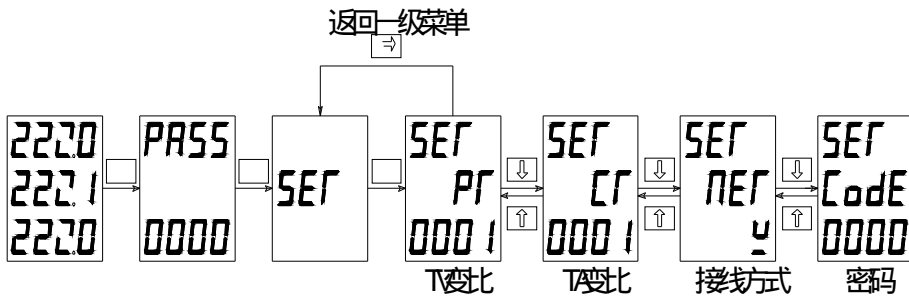 返回一级菜单
222.0
222.1
222.0
PASS
0000
SET
SET
PT
0001
SET
CT
0001
SET
NET
SET
CodE
0000
TV变比
TA变比
接线方式
密码